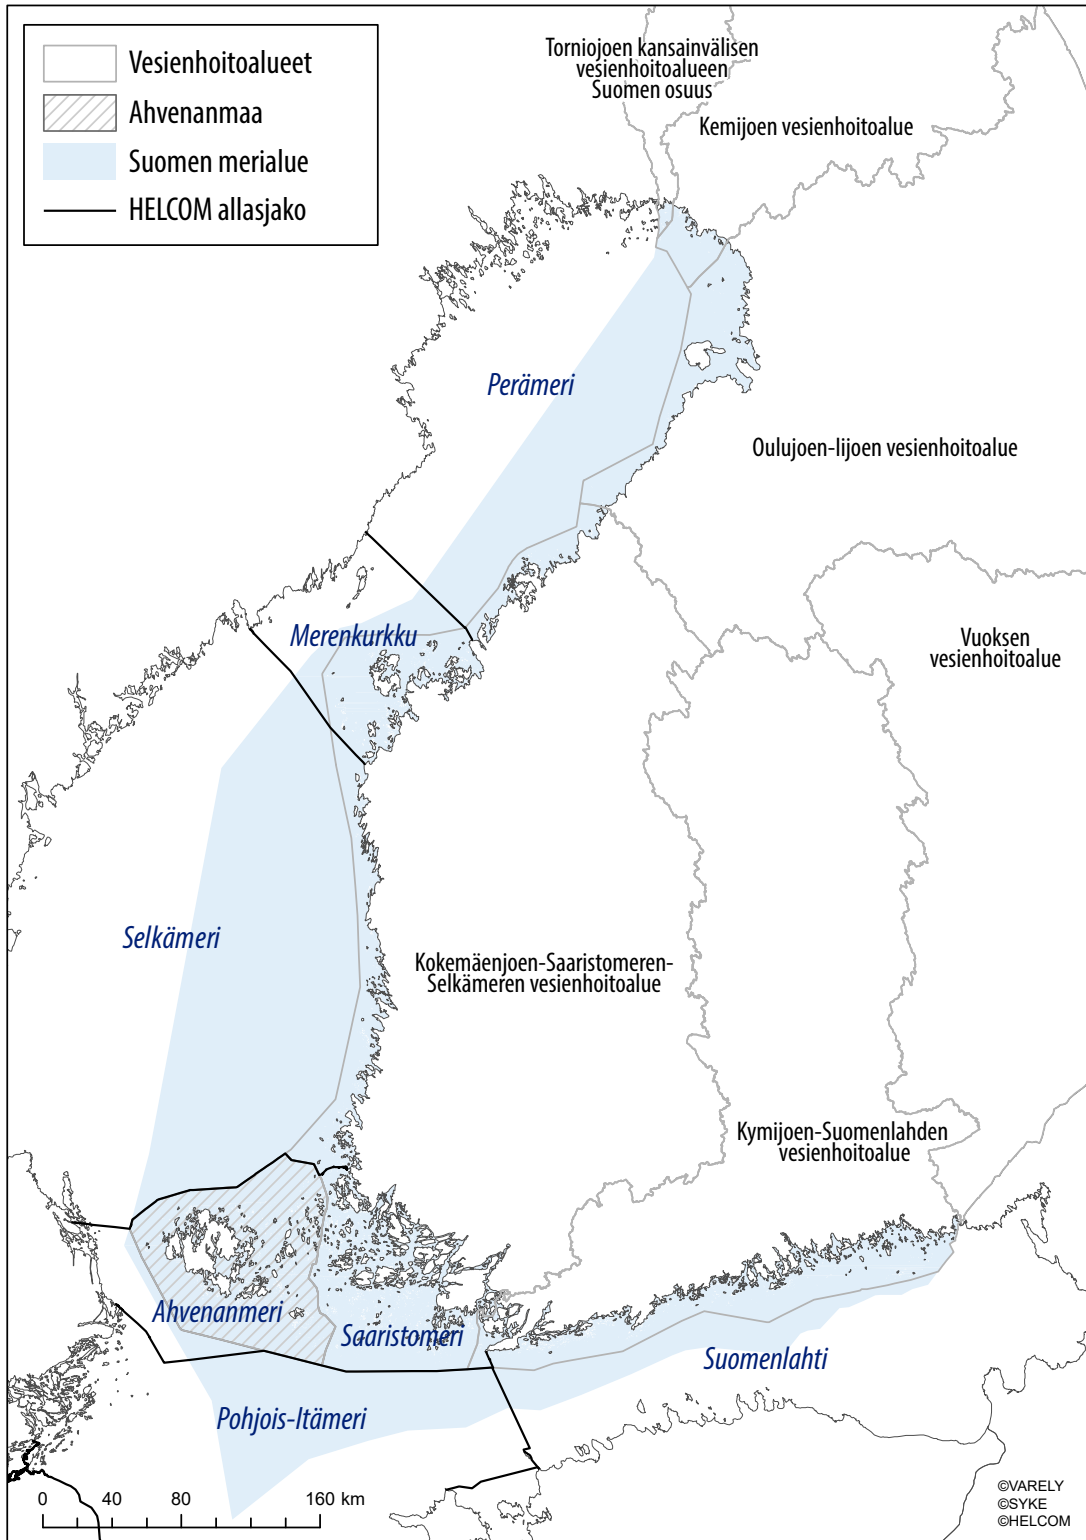 Vesienhoitoalueet
Ahvenanmaa
Suomen merialue
HELCOM allasjako
Torniojoen kansainvälisen
vesienhoitoalueen
Suomen osuus
Kemijoen vesienhoitoalue
Perämeri
Oulujoen-Iijoen vesienhoitoalue
Merenkurkku
Vuoksen
vesienhoitoalue
Selkämeri
Kokemäenjoen-Saaristomeren-
Selkämeren vesienhoitoalue
Kymijoen-Suomenlahden
vesienhoitoalue
Ahvenanmeri
Saaristomeri
Suomenlahti
Pohjois-Itämeri
0 40 80 160 km
©VARELY
©SYKE
©HELCOM